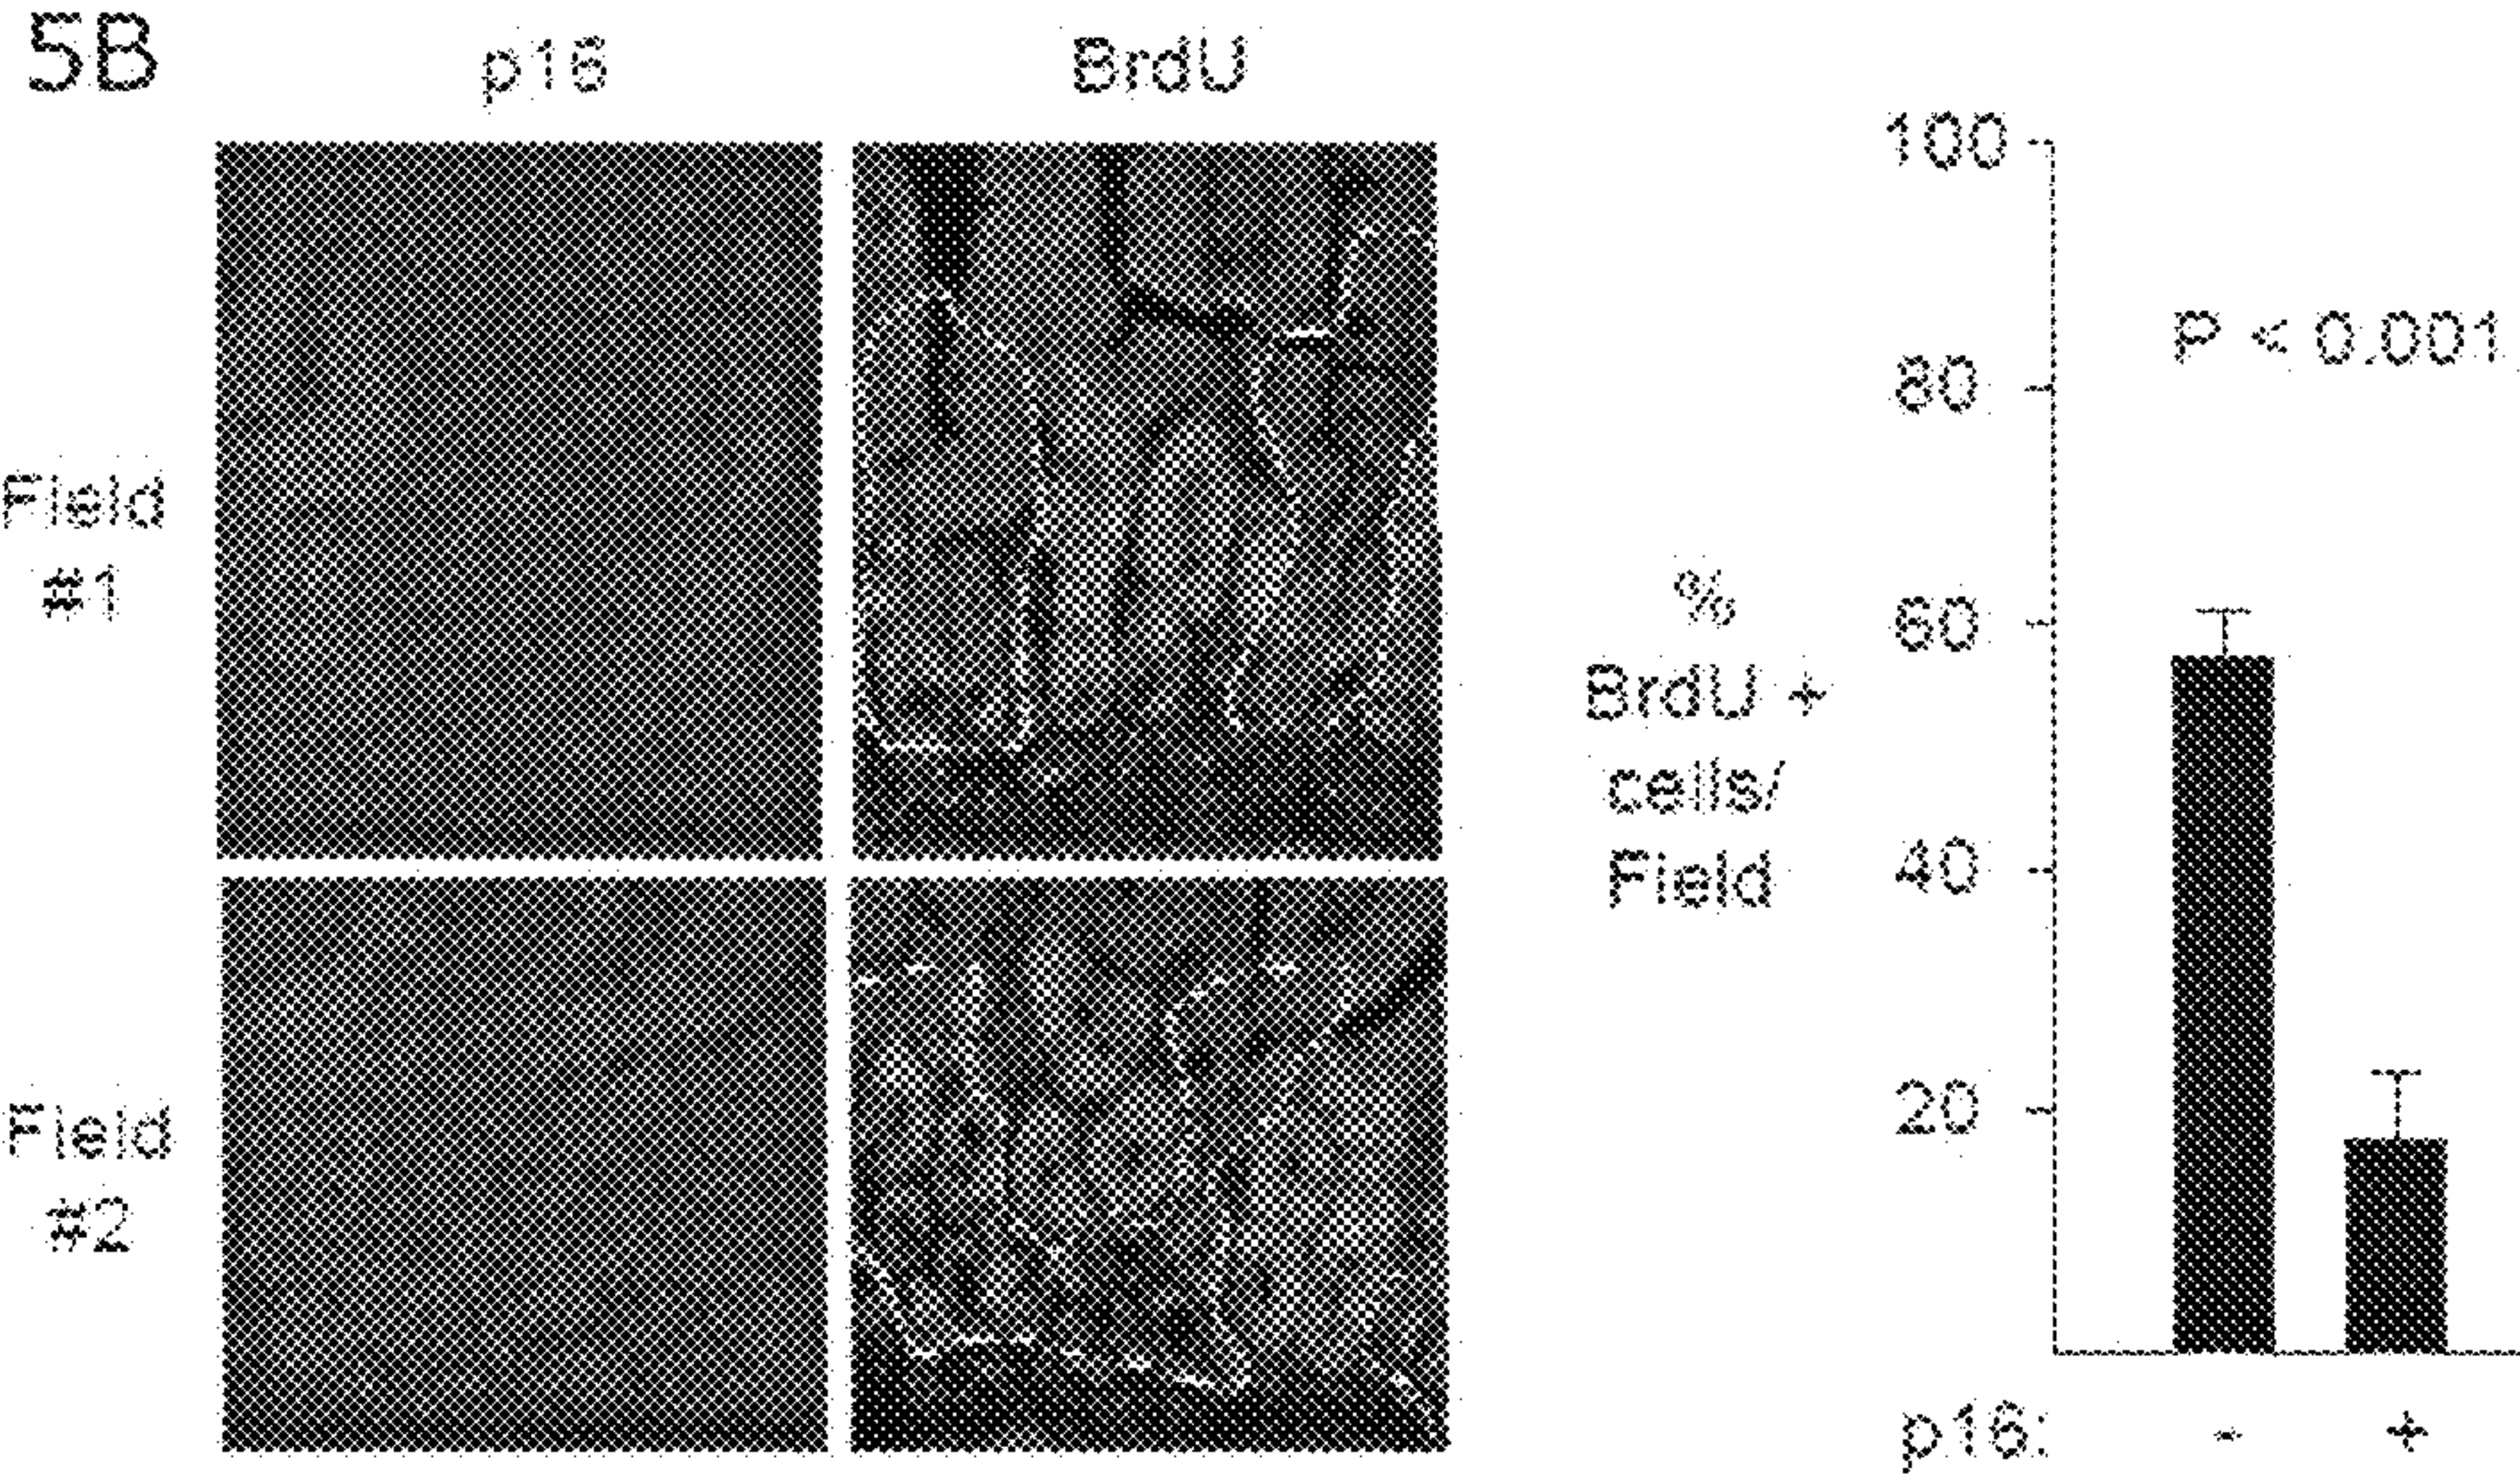 5B
p16
BrdU
Field
#1
Field
#2
%
BrdU +
cells/
Field
100
80
60
40
20
P < 0.001
p16:
-
+